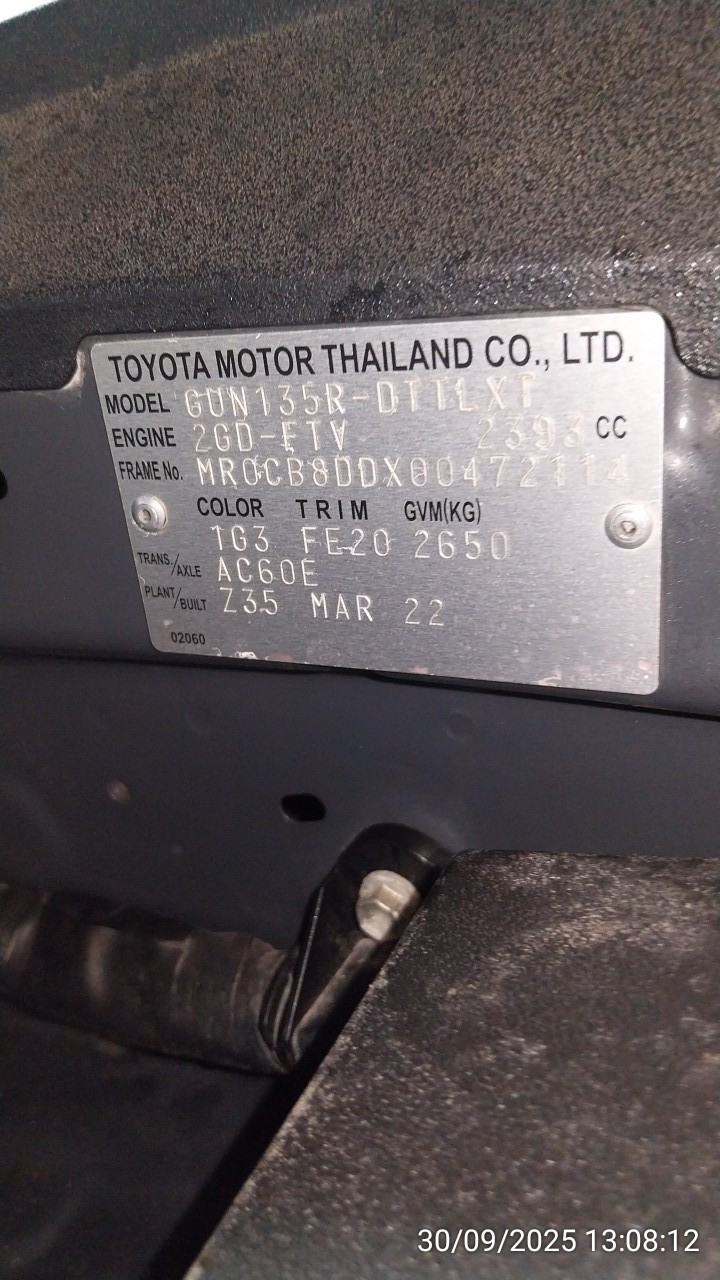 TOYOTA MOTOR THAILAND CO., LTD.
MODEL GUN135R-DTTLXT
ENGINE 2GD-FTV 2393 CC
FRAME No. MR0CB8DDX00472114
COLOR TRIM GVM(KG)
1G3 FE20 2650
TRANS./AXLE AC60E
PLANT/BUILT Z35 MAR 22
02060
30/09/2025 13:08:12